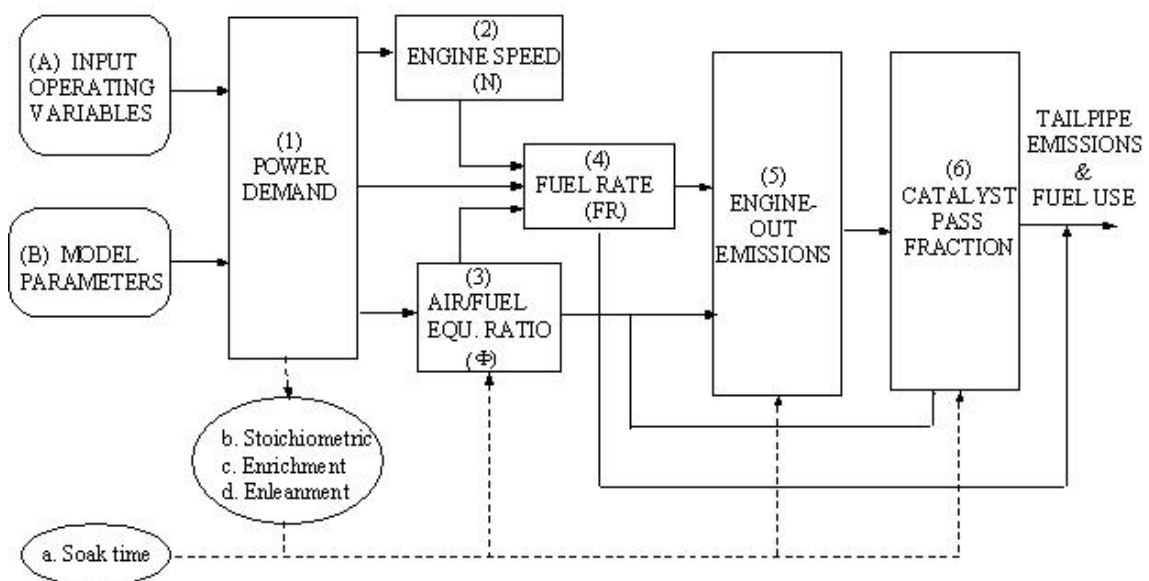 (A) INPUT
OPERATING
VARIABLES
(B) MODEL
PARAMETERS
(1)
POWER
DEMAND
(2)
ENGINE SPEED
(N)
(3)
AIR/FUEL
EQU. RATIO
(Φ)
(4)
FUEL RATE
(FR)
(5)
ENGINE-
OUT
EMISSIONS
(6)
CATALYST
PASS
FRACTION
TAILPIPE
EMISSIONS
&
FUEL USE
b. Stoichiometric
c. Enrichment
d. Enleanment
a. Soak time